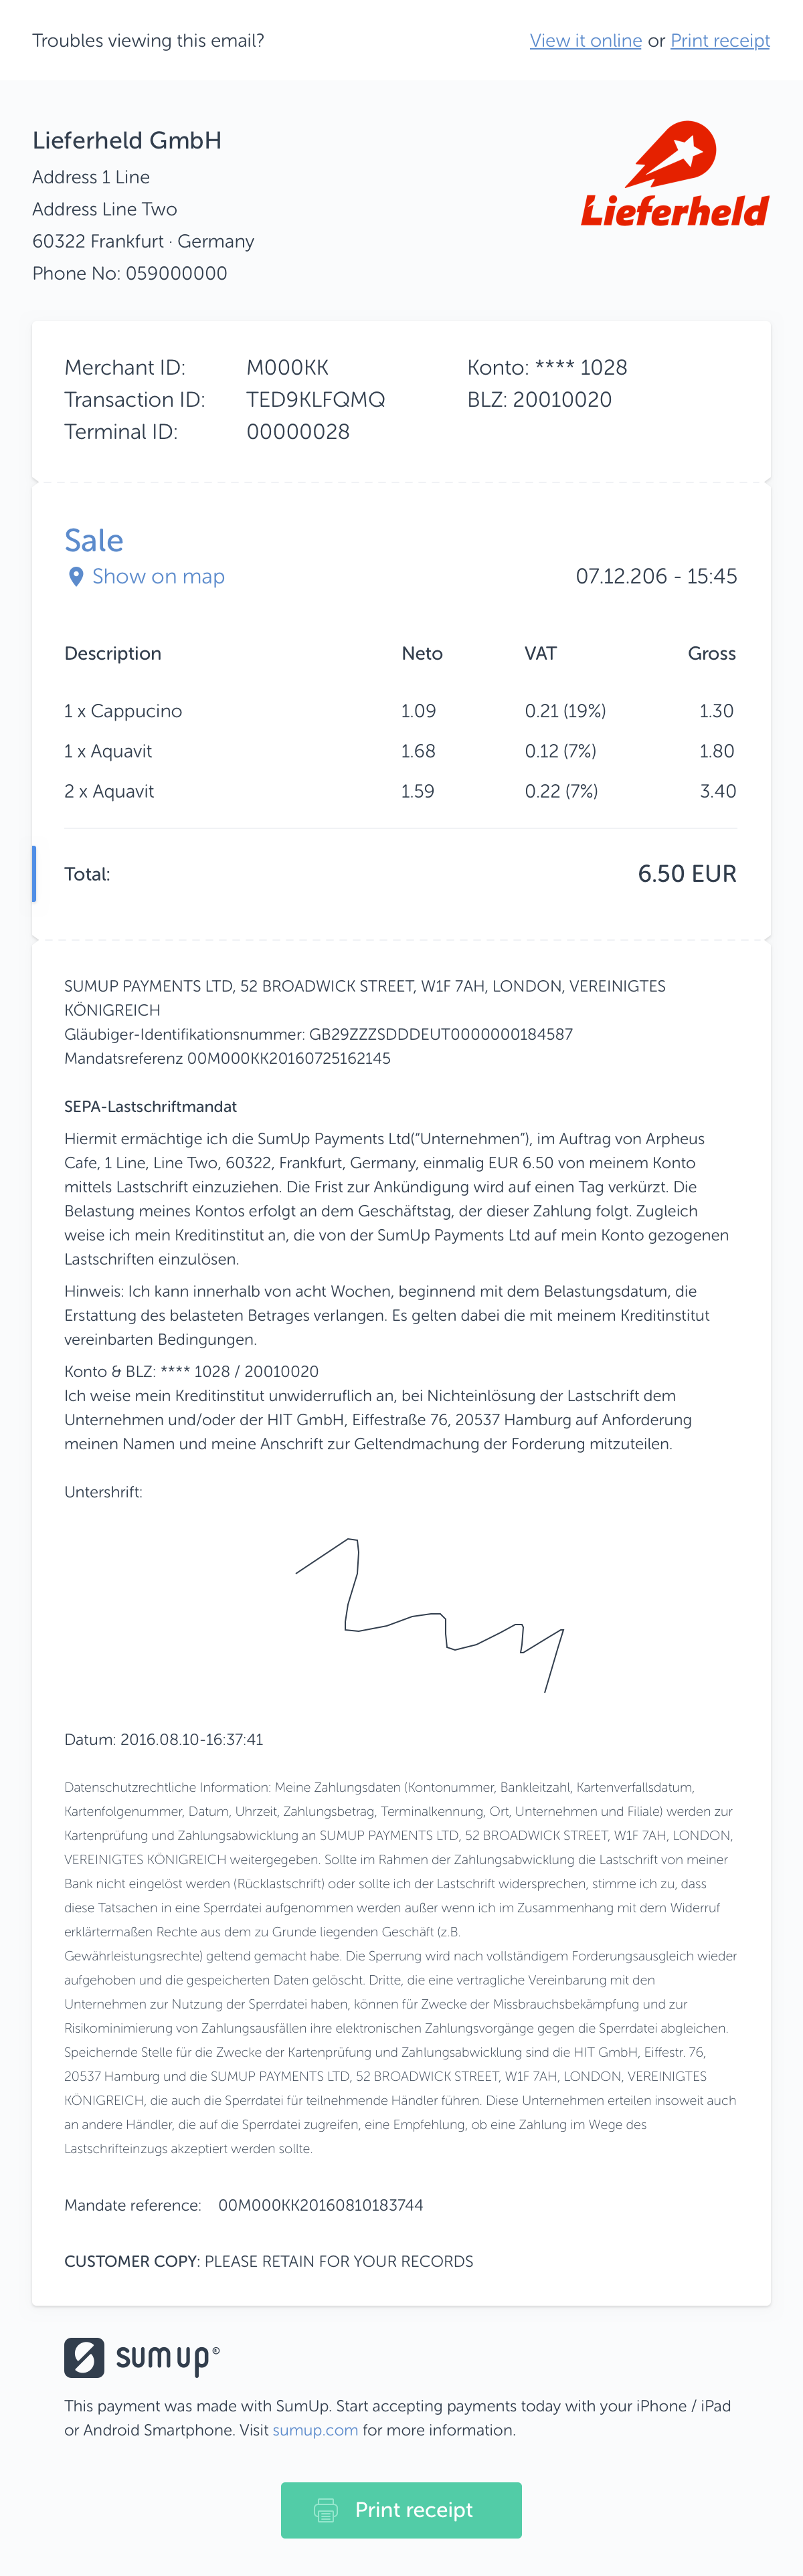 Troubles viewing this email?
View it online or Print receipt
Lieferheld GmbH
Address 1 Line
Address Line Two
60322 Frankfurt · Germany
Phone No: 059000000
Lieferheld
Merchant ID: M000KK Konto: **** 1028
Transaction ID: TED9KLFQMQ BLZ: 20010020
Terminal ID: 00000028
Sale
Show on map 07.12.206 - 15:45
Description Neto VAT Gross
1 x Cappucino 1.09 0.21 (19%) 1.30
1 x Aquavit 1.68 0.12 (7%) 1.80
2 x Aquavit 1.59 0.22 (7%) 3.40
Total: 6.50 EUR
SUMUP PAYMENTS LTD, 52 BROADWICK STREET, W1F 7AH, LONDON, VEREINIGTES
KÖNIGREICH
Gläubiger-Identifikationsnummer: GB29ZZZSDDDEUT0000000184587
Mandatsreferenz 00M000KK20160725162145
SEPA-Lastschriftmandat
Hiermit ermächtige ich die SumUp Payments Ltd("Unternehmen"), im Auftrag von Arpheus
Cafe, 1 Line, Line Two, 60322, Frankfurt, Germany, einmalig EUR 6.50 von meinem Konto
mittels Lastschrift einzuziehen. Die Frist zur Ankündigung wird auf einen Tag verkürzt. Die
Belastung meines Kontos erfolgt an dem Geschäftstag, der dieser Zahlung folgt. Zugleich
weise ich mein Kreditinstitut an, die von der SumUp Payments Ltd auf mein Konto gezogenen
Lastschriften einzulösen.
Hinweis: Ich kann innerhalb von acht Wochen, beginnend mit dem Belastungsdatum, die
Erstattung des belasteten Betrages verlangen. Es gelten dabei die mit meinem Kreditinstitut
vereinbarten Bedingungen.
Konto & BLZ: **** 1028 / 20010020
Ich weise mein Kreditinstitut unwiderruflich an, bei Nichteinlösung der Lastschrift dem
Unternehmen und/oder der HIT GmbH, Eiffestraße 76, 20537 Hamburg auf Anforderung
meinen Namen und meine Anschrift zur Geltendmachung der Forderung mitzuteilen.
Untershrift:
Datum: 2016.08.10-16:37:41
Datenschutzrechtliche Information: Meine Zahlungsdaten (Kontonummer, Bankleitzahl, Kartenverfallsdatum,
Kartenfolgenummer, Datum, Uhrzeit, Zahlungsbetrag, Terminalkennung, Ort, Unternehmen und Filiale) werden zur
Kartenprüfung und Zahlungsabwicklung an SUMUP PAYMENTS LTD, 52 BROADWICK STREET, W1F 7AH, LONDON,
VEREINIGTES KÖNIGREICH weitergegeben. Sollte im Rahmen der Zahlungsabwicklung die Lastschrift von meiner
Bank nicht eingelöst werden (Rücklastschrift) oder sollte ich der Lastschrift widersprechen, stimme ich zu, dass
diese Tatsachen in eine Sperrdatei aufgenommen werden außer wenn ich im Zusammenhang mit dem Widerruf
erklärtermaßen Rechte aus dem zu Grunde liegenden Geschäft (z.B.
Gewährleistungsrechte) geltend gemacht habe. Die Sperrung wird nach vollständigem Forderungsausgleich wieder
aufgehoben und die gespeicherten Daten gelöscht. Dritte, die eine vertragliche Vereinbarung mit den
Unternehmen zur Nutzung der Sperrdatei haben, können für Zwecke der Missbrauchsbekämpfung und zur
Risikominimierung von Zahlungsausfällen ihre elektronischen Zahlungsvorgänge gegen die Sperrdatei abgleichen.
Speichernde Stelle für die Zwecke der Kartenprüfung und Zahlungsabwicklung sind die HIT GmbH, Eiffestr. 76,
20537 Hamburg und die SUMUP PAYMENTS LTD, 52 BROADWICK STREET, W1F 7AH, LONDON, VEREINIGTES
KÖNIGREICH, die auch die Sperrdatei für teilnehmende Händler führen. Diese Unternehmen erteilen insoweit auch
an andere Händler, die auf die Sperrdatei zugreifen, eine Empfehlung, ob eine Zahlung im Wege des
Lastschrifteinzugs akzeptiert werden sollte.
Mandate reference: 00M000KK20160810183744
CUSTOMER COPY: PLEASE RETAIN FOR YOUR RECORDS
sumup®
This payment was made with SumUp. Start accepting payments today with your iPhone / iPad
or Android Smartphone. Visit sumup.com for more information.
Print receipt